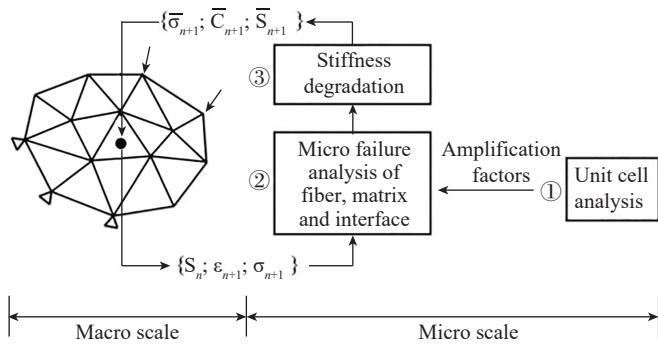 {σ̅ₙ₊₁; C̅ₙ₊₁; S̅ₙ₊₁ }
③
Stiffness
degradation
②
Micro failure
analysis of
fiber, matrix
and interface
Amplification
factors
①
Unit cell
analysis
{Sₙ; εₙ₊₁; σₙ₊₁ }
Macro scale
Micro scale